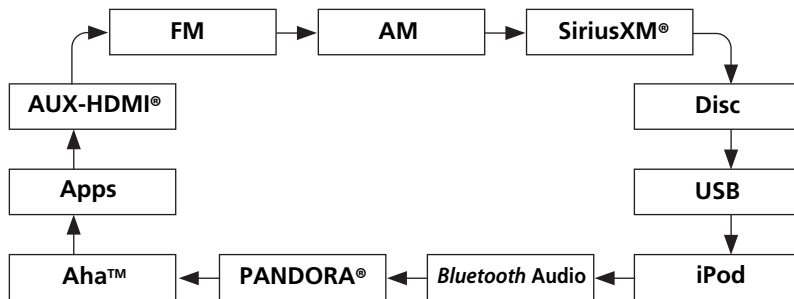 FM
AM
SiriusXM®
Disc
USB
iPod
Bluetooth Audio
PANDORA®
Aha™
Apps
AUX-HDMI®